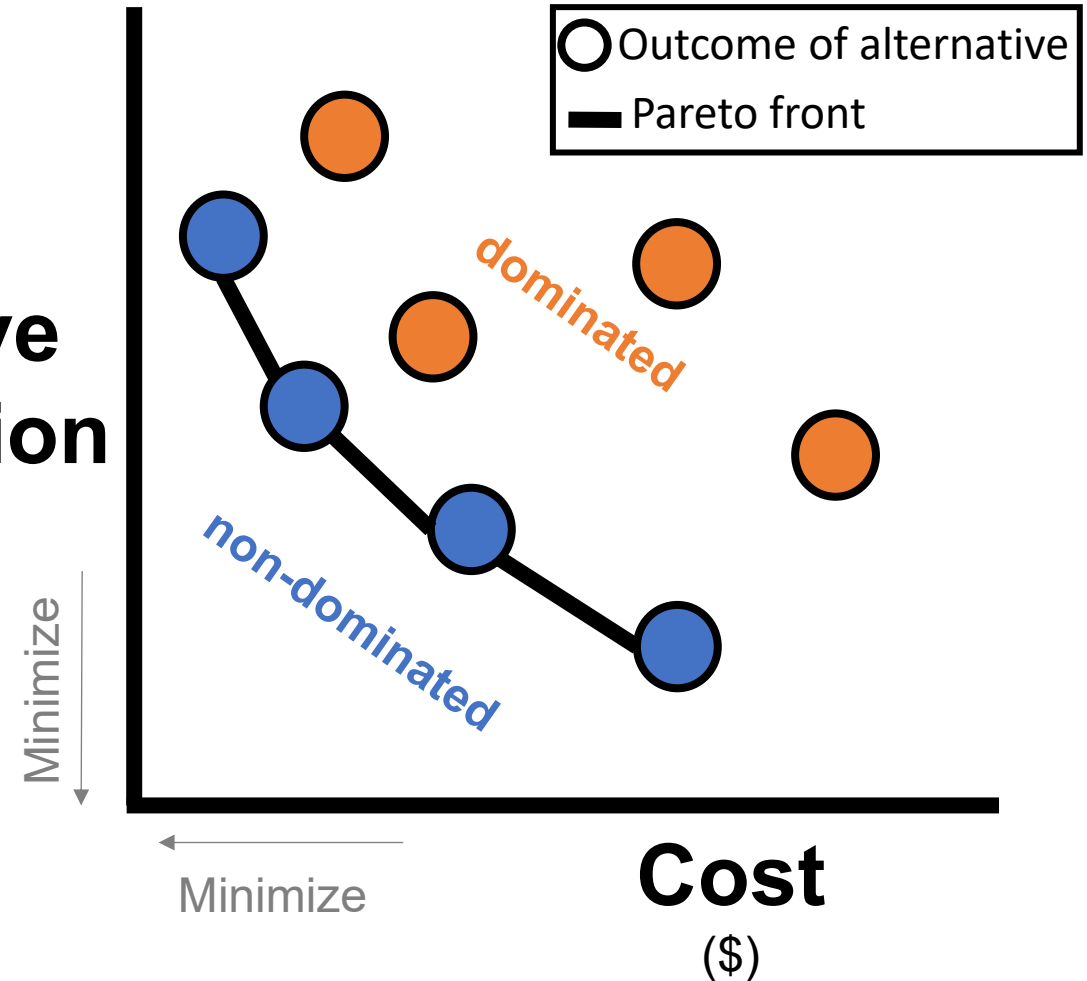 Outcome of alternative
Pareto front
dominated
ve
ion
non-dominated
Minimize
Minimize
Cost
($)